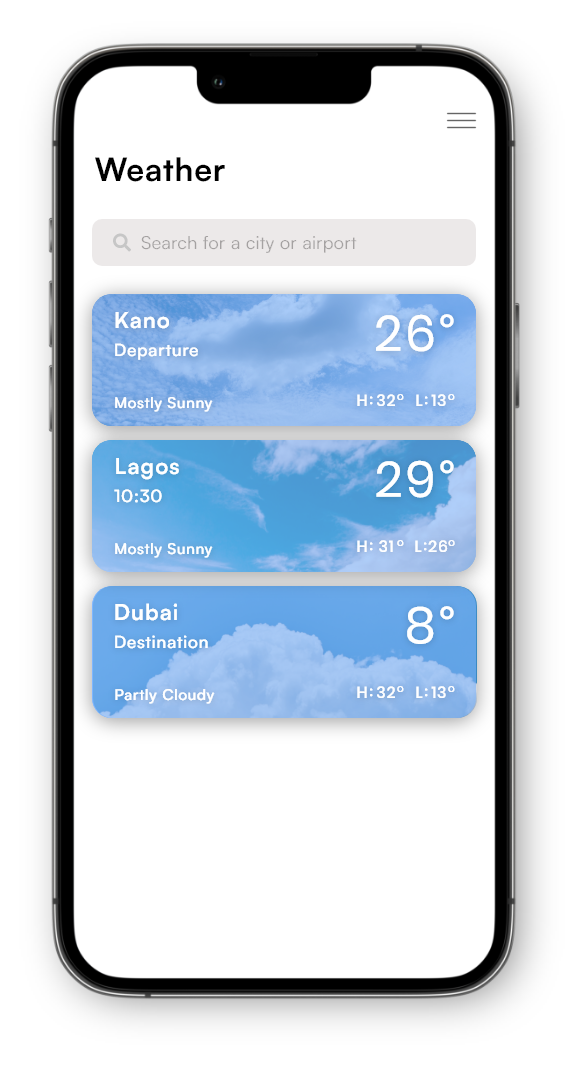 Weather
Search for a city or airport
Kano
26°
Departure
Mostly Sunny
H:32° L:13°
Lagos
29°
10:30
Mostly Sunny
H: 31° L:26°
Dubai
8°
Destination
Partly Cloudy
H:32° L:13°